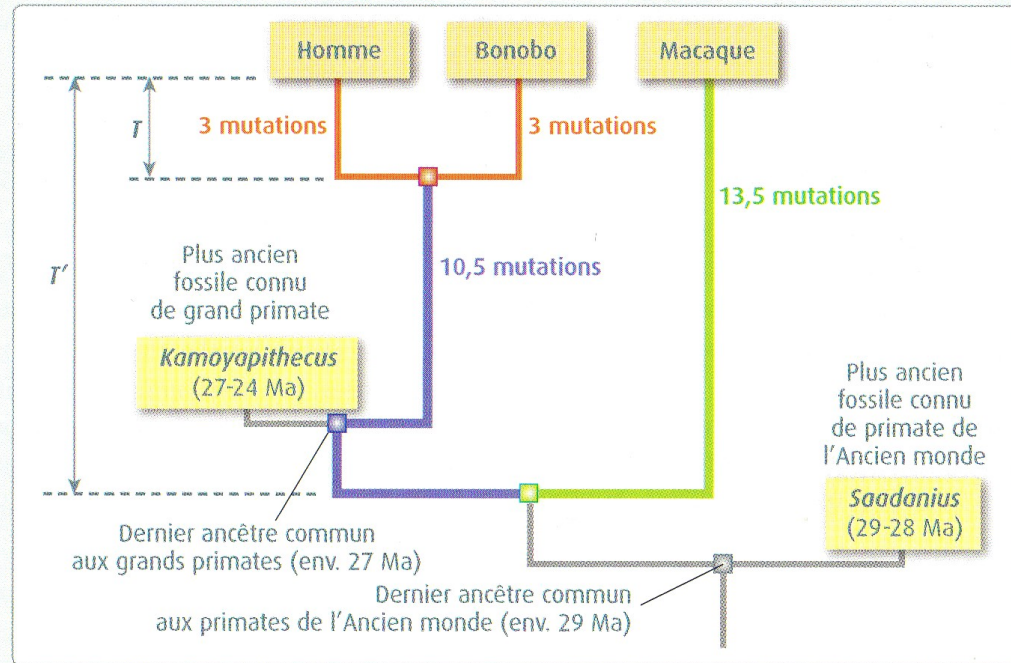 Homme
Bonobo
Macaque
T
3 mutations
3 mutations
13,5 mutations
T'
Plus ancien
fossile connu
de grand primate
10,5 mutations
Kamoyapithecus
(27-24 Ma)
Plus ancien
fossile connu
de primate de
l'Ancien monde
Saadanius
(29-28 Ma)
Dernier ancêtre commun
aux grands primates (env. 27 Ma)
Dernier ancêtre commun
aux primates de l'Ancien monde (env. 29 Ma)